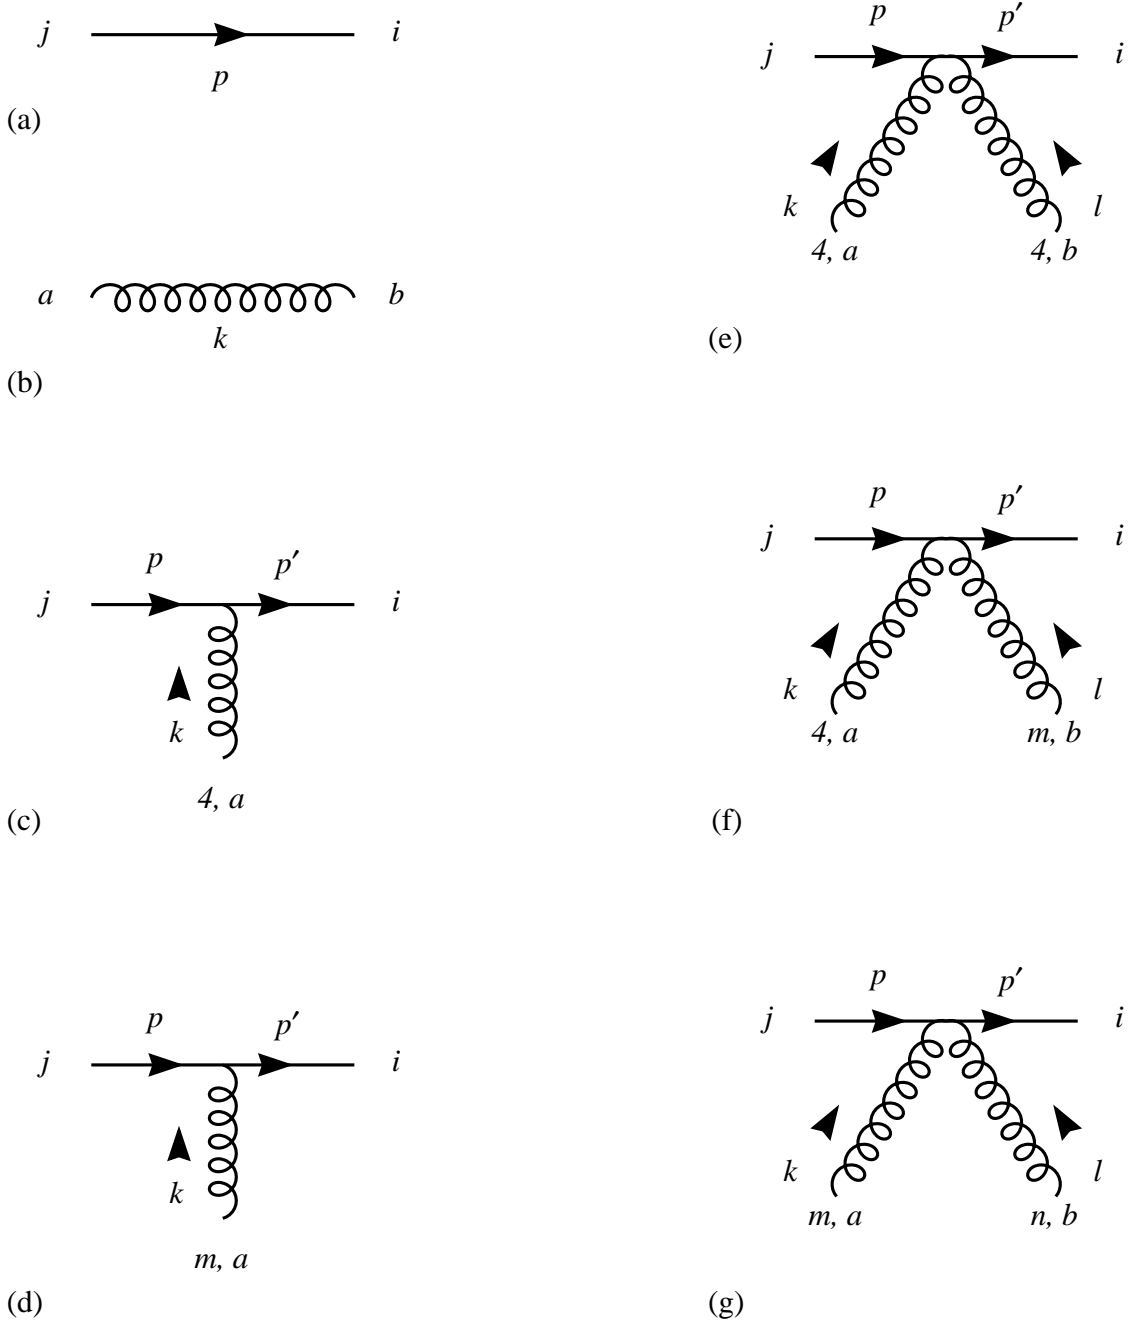 j i
p
(a)
a b
k
(b)
p p′
j i
k
4, a
(c)
p p′
j i
k
m, a
(d)
p p′
j i
k l
4, a 4, b
(e)
p p′
j i
k l
4, a m, b
(f)
p p′
j i
k l
m, a n, b
(g)